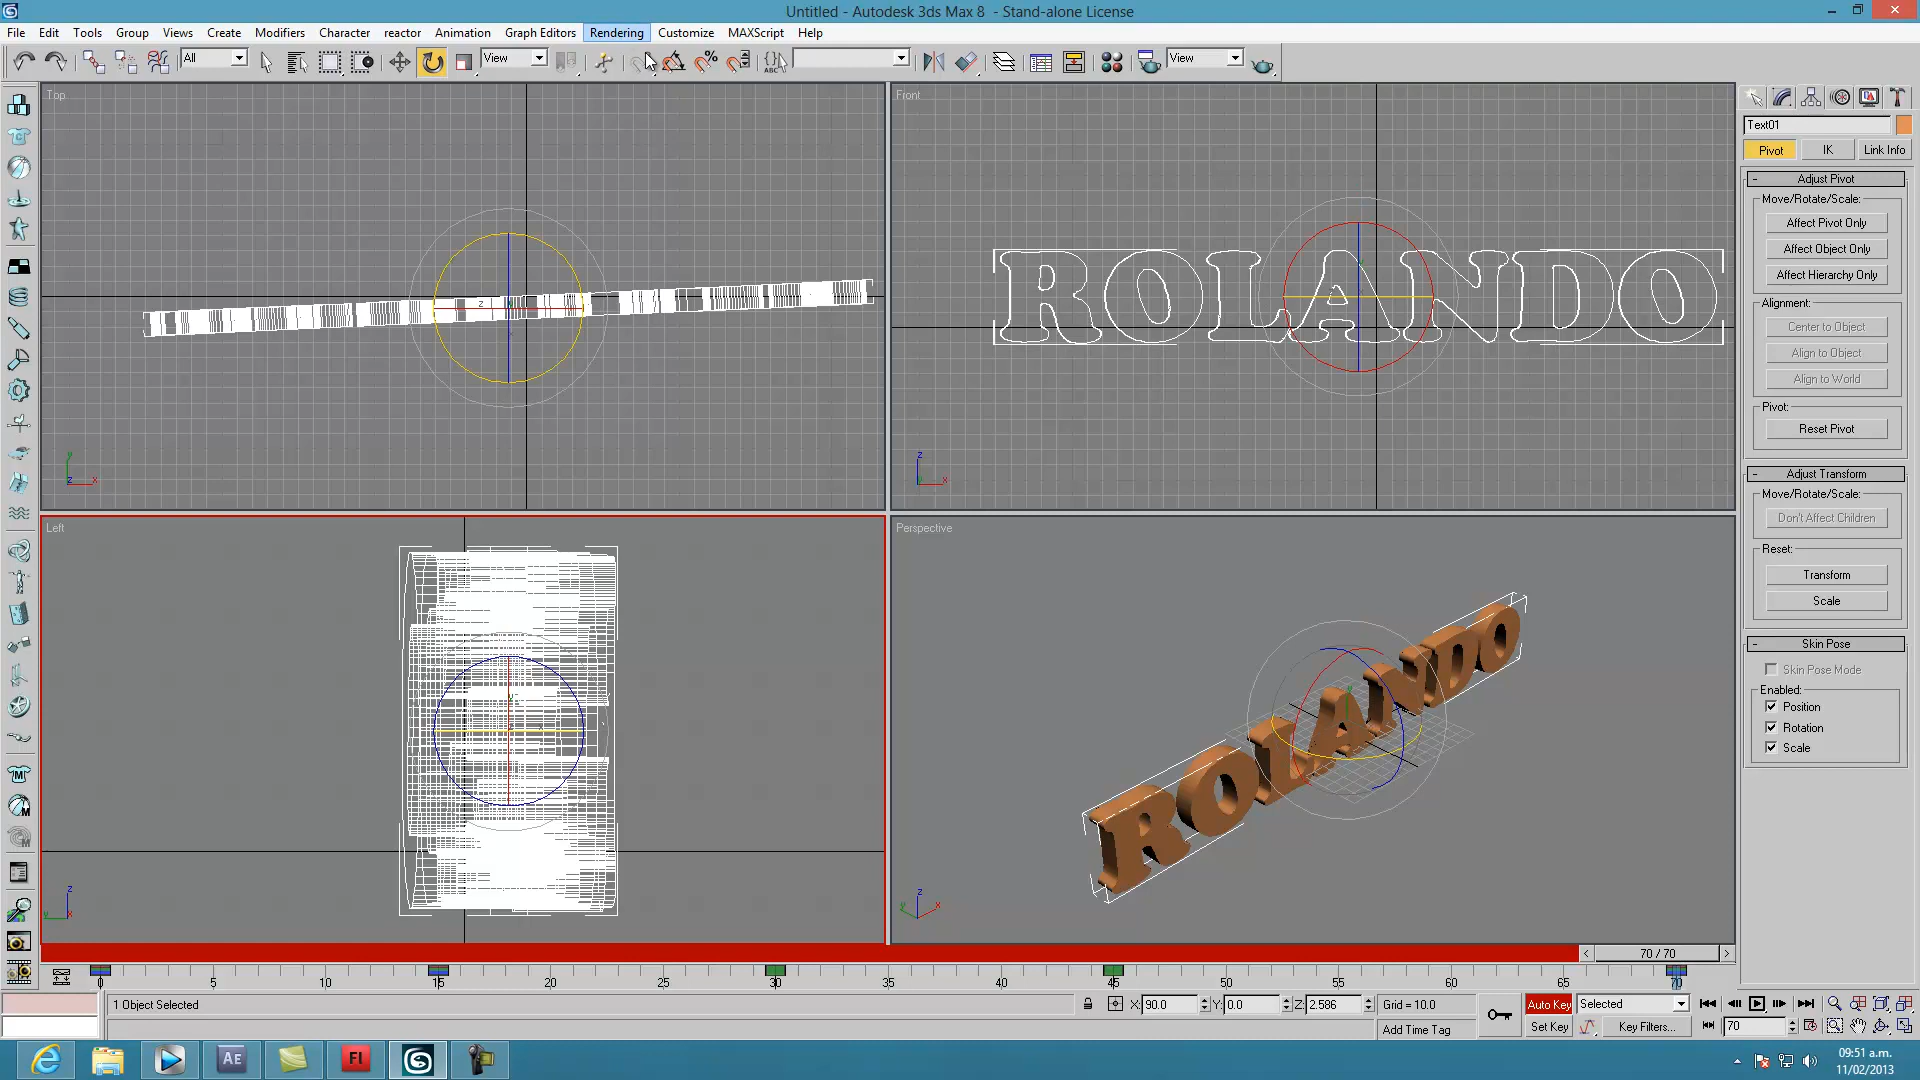 Untitled - Autodesk 3ds Max 8 - Stand-alone License
File Edit Tools Group Views Create Modifiers Character reactor Animation Graph Editors Rendering Customize MAXScript Help
All View View
Top
Front
Left
Perspective
ROLANDO
ROLANDO
Text01
Pivot IK Link Info
- Adjust Pivot
Move/Rotate/Scale:
Affect Pivot Only
Affect Object Only
Affect Hierarchy Only
Alignment:
Center to Object
Align to Object
Align to World
Pivot:
Reset Pivot
- Adjust Transform
Move/Rotate/Scale:
Don't Affect Children
Reset:
Transform
Scale
- Skin Pose
Skin Pose Mode
Enabled:
Position
Rotation
Scale
< 70 / 70 >
0 5 10 15 20 25 30 35 40 45 50 55 60 65 70
1 Object Selected X: 90.0 Y: 0.0 Z: 2.586 Grid = 10.0 Auto Key Selected
Add Time Tag Set Key Key Filters... 70
09:51 a.m.
11/02/2013